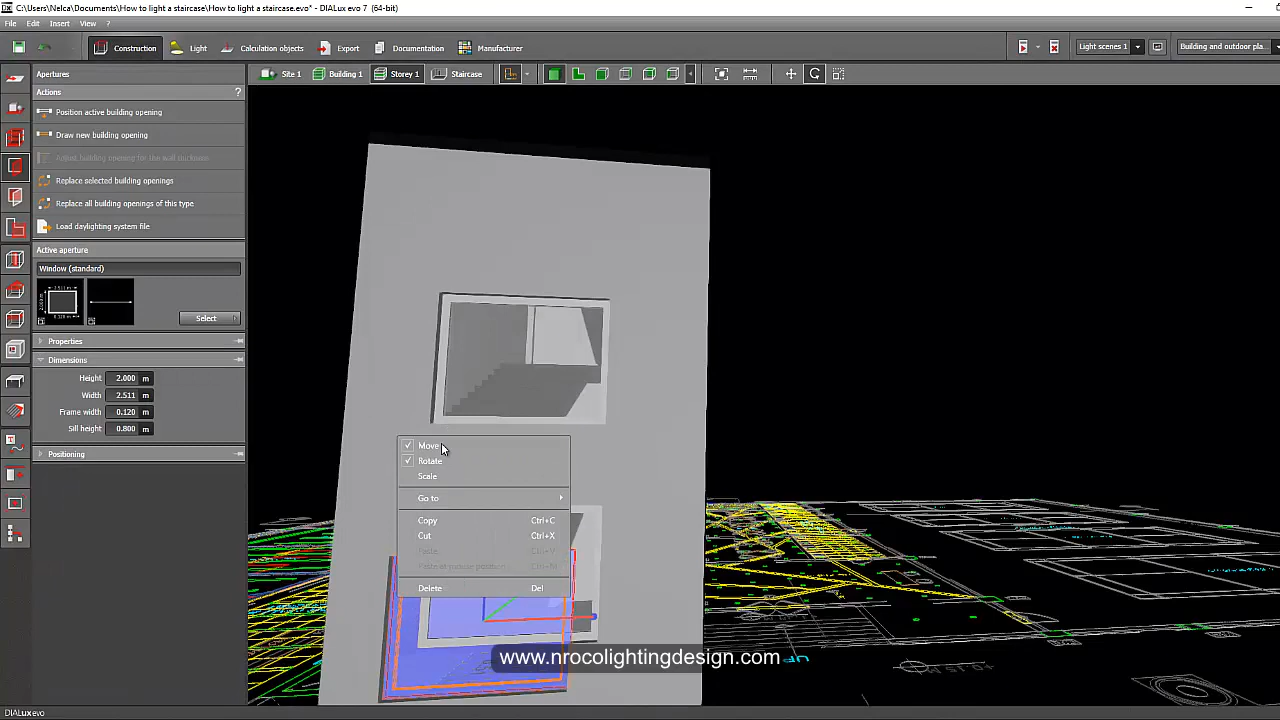 C:\Users\Nelca\Documents\How to light a staircase\How to light a staircase.evo* - DIALux evo 7 (64-bit)
File Edit Insert View ?
Construction Light Calculation objects Export Documentation Manufacturer Light scenes 1 Building and outdoor pla..
Apertures Site 1 Building 1 Storey 1 Staircase
Actions ?
Position active building opening
Draw new building opening
Adjust building opening for the wall thickness
Replace selected building openings
Replace all building openings of this type
Load daylighting system file
Active aperture
Window (standard)
Select
Properties
Dimensions
Height 2.000 m
Width 2.511 m
Frame width 0.120 m
Sill height 0.800 m
Positioning
Move
Rotate
Scale
Go to
Copy Ctrl+C
Cut Ctrl+X
Paste Ctrl+V
Delete Del
www.nrocolightingdesign.com
UP
DIALux evo